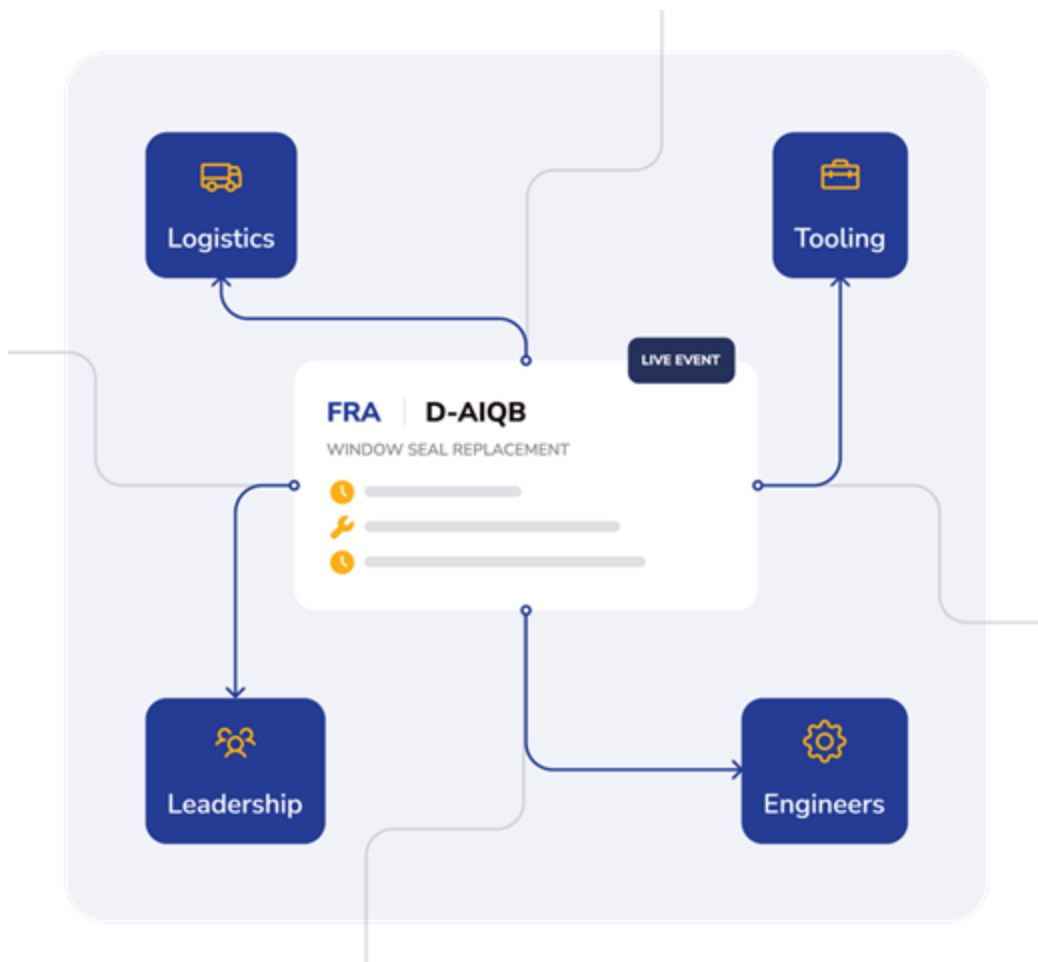 Logistics
Tooling
LIVE EVENT
FRA D-AIQB
WINDOW SEAL REPLACEMENT
Leadership
Engineers